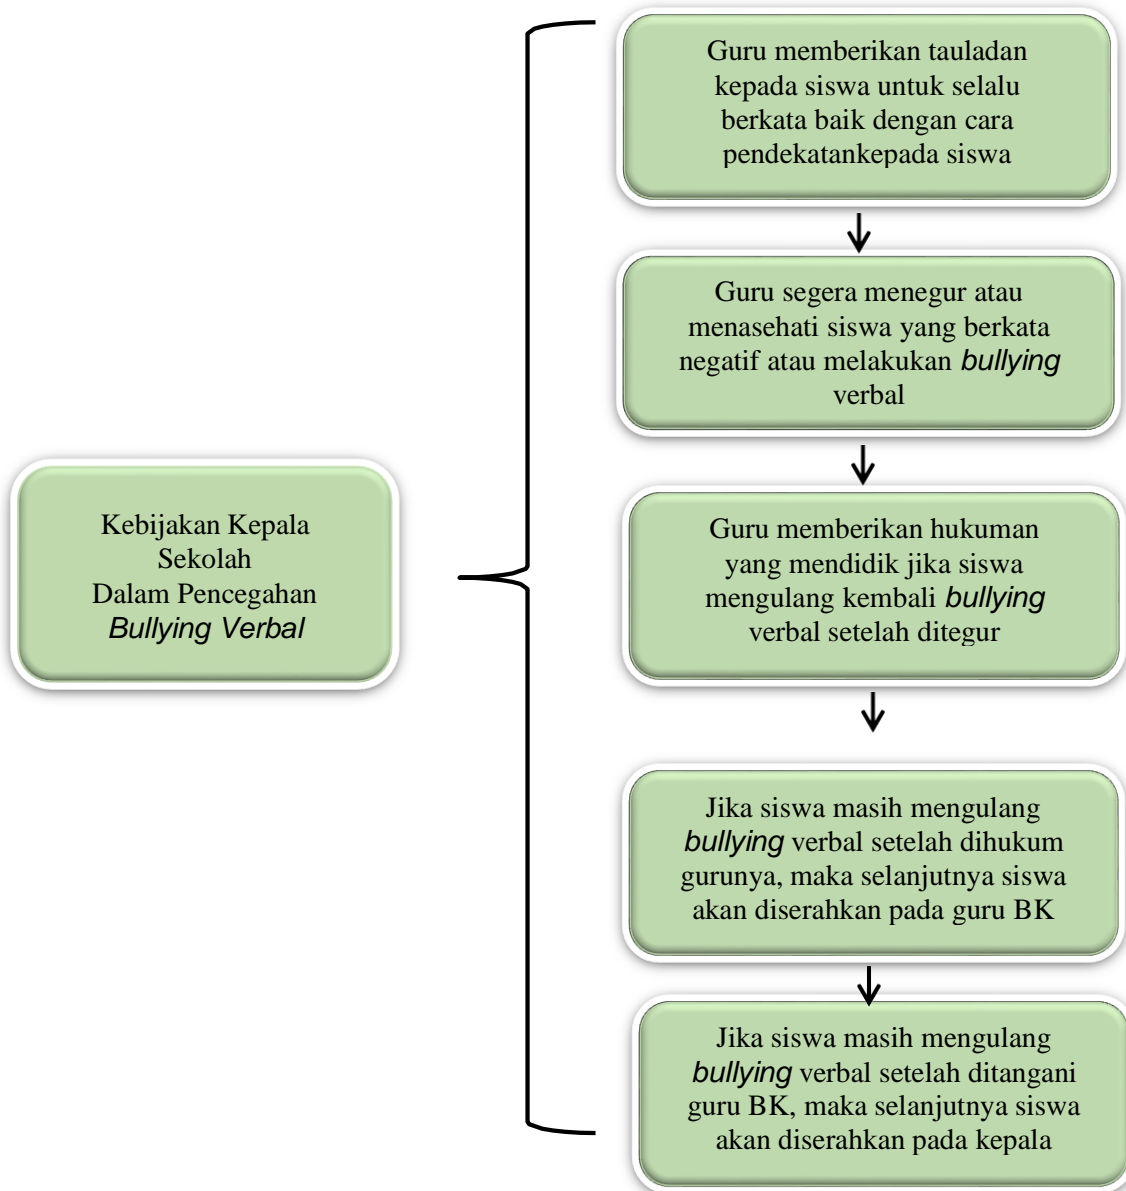 Guru memberikan tauladan
kepada siswa untuk selalu
berkata baik dengan cara
pendekatankepada siswa
Guru segera menegur atau
menasehati siswa yang berkata
negatif atau melakukan bullying
verbal
Kebijakan Kepala
Sekolah
Dalam Pencegahan
Bullying Verbal
Guru memberikan hukuman
yang mendidik jika siswa
mengulang kembali bullying
verbal setelah ditegur
Jika siswa masih mengulang
bullying verbal setelah dihukum
gurunya, maka selanjutnya siswa
akan diserahkan pada guru BK
Jika siswa masih mengulang
bullying verbal setelah ditangani
guru BK, maka selanjutnya siswa
akan diserahkan pada kepala